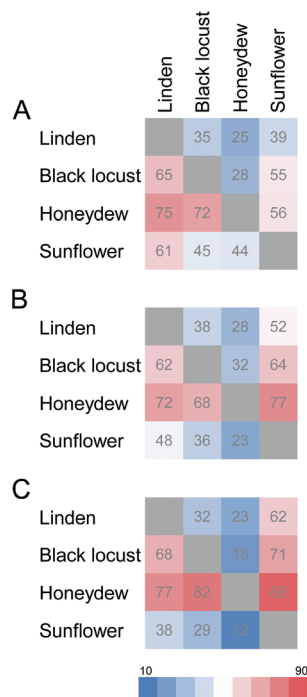 Linden Black locust Honeydew Sunflower
A
Linden 35 25 39
Black locust 65 28 55
Honeydew 75 72 56
Sunflower 61 45 44
B
Linden 38 28 52
Black locust 62 32 64
Honeydew 72 68 77
Sunflower 48 36 23
C
Linden 32 23 62
Black locust 68 18 71
Honeydew 77 82 88
Sunflower 38 29 12
10 90